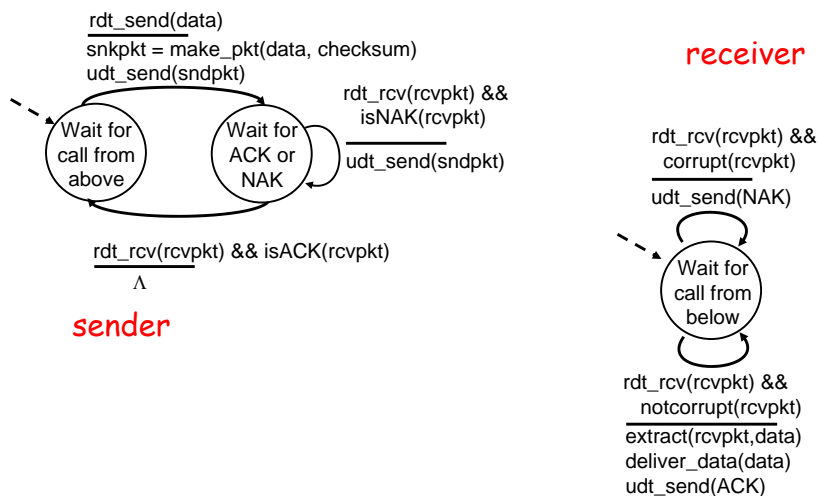 rdt_send(data)
snkpkt = make_pkt(data, checksum)
udt_send(sndpkt)
Wait for
call from
above
Wait for
ACK or
NAK
rdt_rcv(rcvpkt) &&
isNAK(rcvpkt)
udt_send(sndpkt)
rdt_rcv(rcvpkt) && isACK(rcvpkt)
Λ
sender
receiver
rdt_rcv(rcvpkt) &&
corrupt(rcvpkt)
udt_send(NAK)
Wait for
call from
below
rdt_rcv(rcvpkt) &&
notcorrupt(rcvpkt)
extract(rcvpkt,data)
deliver_data(data)
udt_send(ACK)